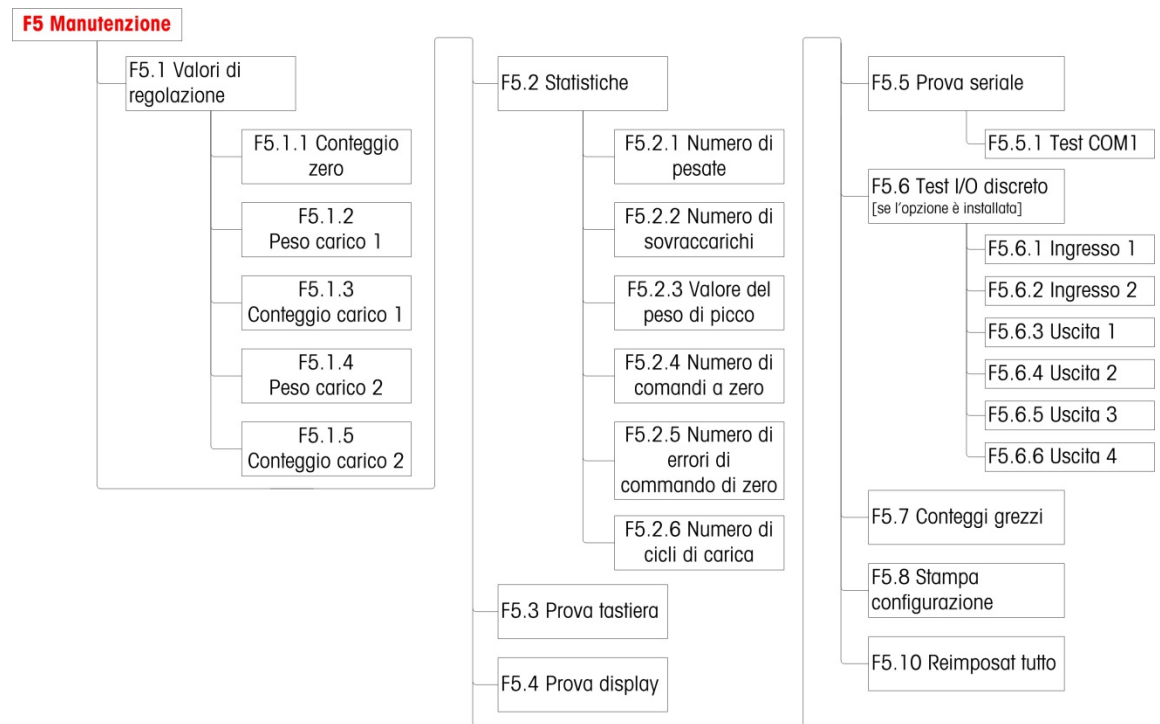 F5 Manutenzione
F5.1 Valori di
regolazione
F5.1.1 Conteggio
zero
F5.1.2
Peso carico 1
F5.1.3
Conteggio carico 1
F5.1.4
Peso carico 2
F5.1.5
Conteggio carico 2
F5.2 Statistiche
F5.2.1 Numero di
pesate
F5.2.2 Numero di
sovraccarichi
F5.2.3 Valore del
peso di picco
F5.2.4 Numero di
comandi a zero
F5.2.5 Numero di
errori di
commando di zero
F5.2.6 Numero di
cicli di carica
F5.3 Prova tastiera
F5.4 Prova display
F5.5 Prova seriale
F5.5.1 Test COM1
F5.6 Test I/O discreto
[se l'opzione è installata]
F5.6.1 Ingresso 1
F5.6.2 Ingresso 2
F5.6.3 Uscita 1
F5.6.4 Uscita 2
F5.6.5 Uscita 3
F5.6.6 Uscita 4
F5.7 Conteggi grezzi
F5.8 Stampa
configurazione
F5.10 Reimposat tutto